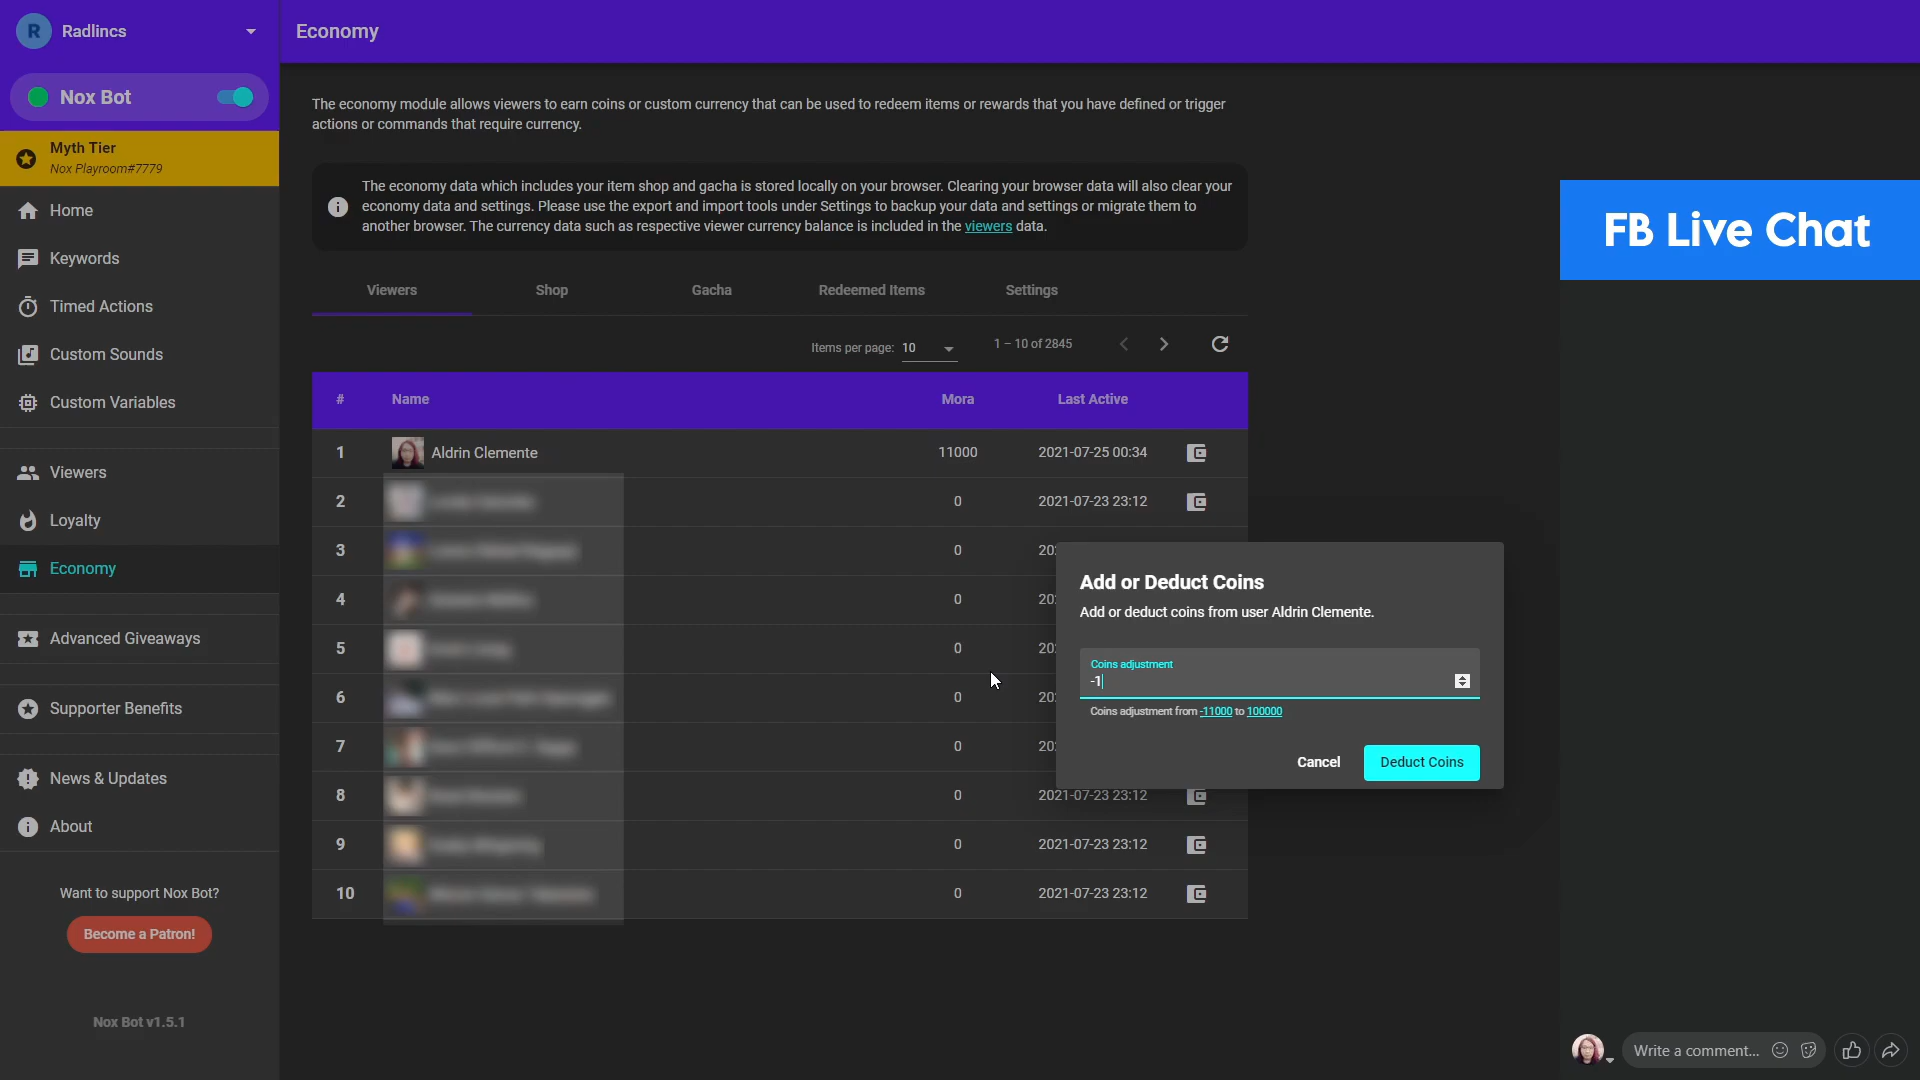 R
Radlincs
Economy
Nox Bot
Myth Tier
Nox Playroom#7779
Home
Keywords
Timed Actions
Custom Sounds
Custom Variables
Viewers
Loyalty
Economy
Advanced Giveaways
Supporter Benefits
News & Updates
About
Want to support Nox Bot?
Become a Patron!
Nox Bot v1.5.1
The economy module allows viewers to earn coins or custom currency that can be used to redeem items or rewards that you have defined or trigger
actions or commands that require currency.
The economy data which includes your item shop and gacha is stored locally on your browser. Clearing your browser data will also clear your
economy data and settings. Please use the export and import tools under Settings to backup your data and settings or migrate them to
another browser. The currency data such as respective viewer currency balance is included in the viewers data.
Viewers Shop Gacha Redeemed Items Settings
Items per page: 10 1 – 10 of 2845
# Name Mora Last Active
1 Aldrin Clemente 11000 2021-07-25 00:34
2 0 2021-07-23 23:12
3 0 202
4 0 202
5 0 202
6 0 202
7 0 202
8 0 2021-07-23 23:12
9 0 2021-07-23 23:12
10 0 2021-07-23 23:12
Add or Deduct Coins
Add or deduct coins from user Aldrin Clemente.
Coins adjustment
-1
Coins adjustment from -11000 to 100000
Cancel Deduct Coins
FB Live Chat
Write a comment...